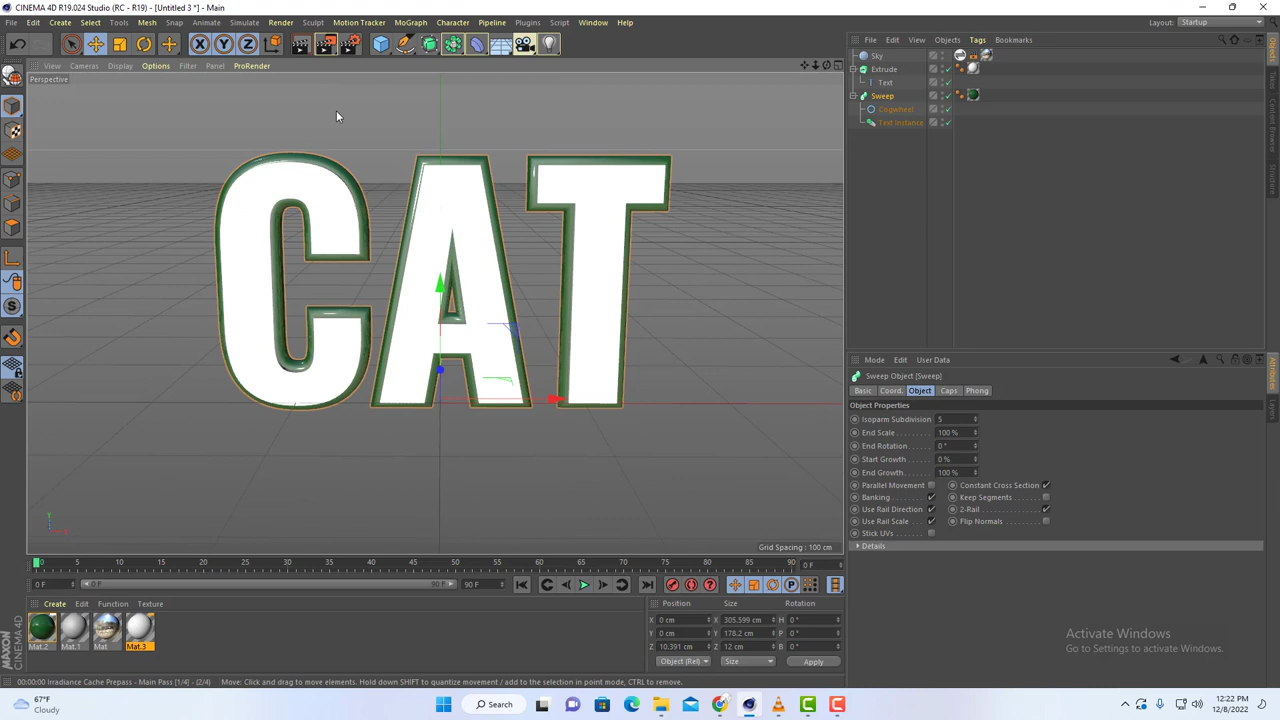 CINEMA 4D R19.024 Studio (RC - R19) - [Untitled 3 *] - Main
File Edit Create Select Tools Mesh Snap Animate Simulate Render Sculpt Motion Tracker MoGraph Character Pipeline Plugins Script Window Help Layout: Startup
X Y Z
File Edit View Objects Tags Bookmarks
View Cameras Display Options Filter Panel ProRender
Perspective
Sky
Extrude
Text
Sweep
Cogwheel
Text Instance
Objects
Takes
Content Browser
Structure
CAT
Y
Grid Spacing : 100 cm
Mode Edit User Data
Sweep Object [Sweep]
Basic Coord. Object Caps Phong
Object Properties
Isoparm Subdivision 5
End Scale 100 %
End Rotation 0 °
Start Growth 0 %
End Growth 100 %
Parallel Movement Constant Cross Section
Banking Keep Segments
Use Rail Direction 2-Rail
Use Rail Scale Flip Normals
Stick UVs
Details
Attributes
Layers
0 5 10 15 20 25 30 35 40 45 50 55 60 65 70 75 80 85 90 0 F
0 F 0 F 90 F 90 F
Create Edit Function Texture
Mat.2 Mat.1 Mat Mat.3
Position Size Rotation
X 0 cm X 305.599 cm H 0 °
Y 0 cm Y 178.2 cm P 0 °
Z 10.391 cm Z 12 cm B 0 °
Object (Rel) Size Apply
MAXON
CINEMA 4D
Activate Windows
Go to Settings to activate Windows.
00:00:00 Irradiance Cache Prepass - Main Pass [1/4] - (2/4) Move: Click and drag to move elements. Hold down SHIFT to quantize movement / add to the selection in point mode, CTRL to remove.
67°F
Cloudy
Search
12:22 PM
12/8/2022